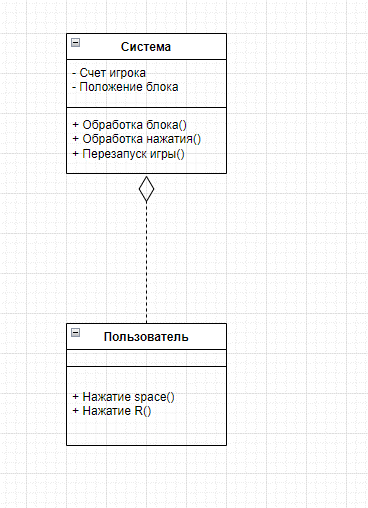 Система
- Счет игрока
- Положение блока
+ Обработка блока()
+ Обработка нажатия()
+ Перезапуск игры()
Пользователь
+ Нажатие space()
+ Нажатие R()